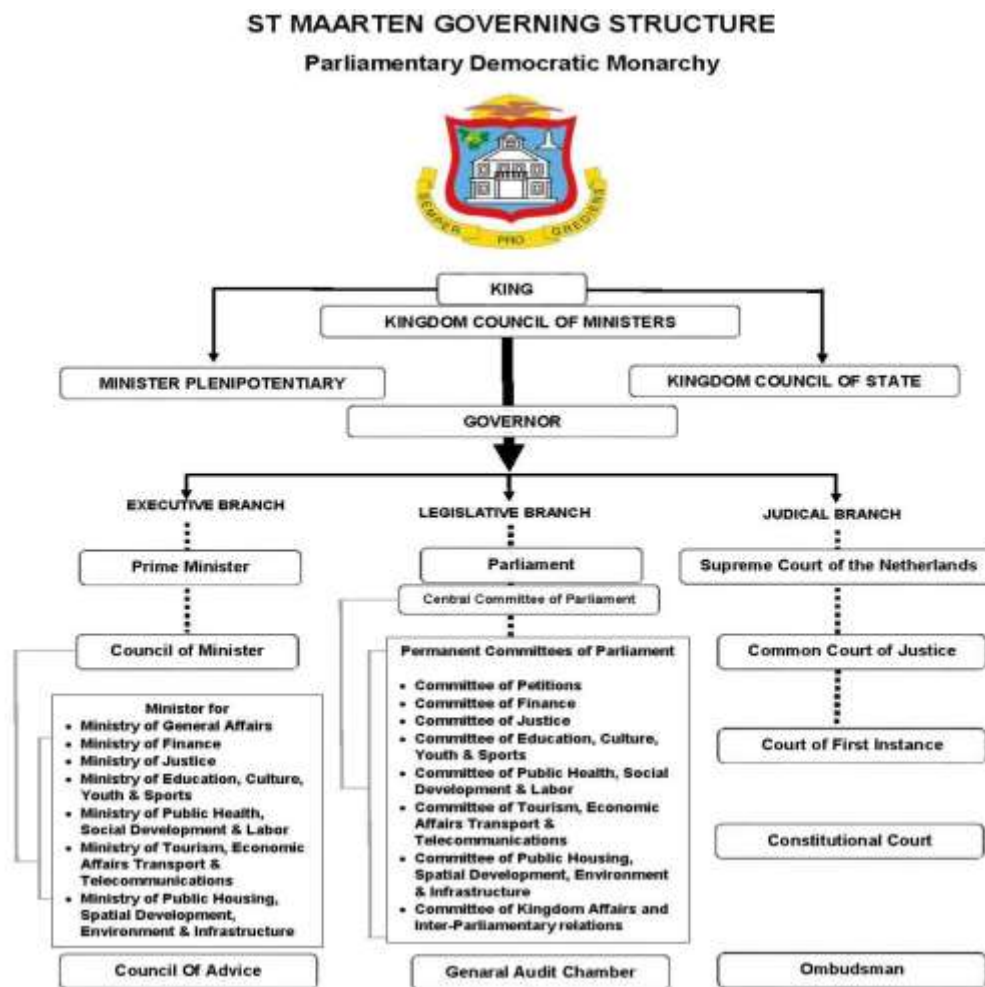 ST MAARTEN GOVERNING STRUCTURE
Parliamentary Democratic Monarchy
SEMPER PRO GREDIENS
KING
KINGDOM COUNCIL OF MINISTERS
MINISTER PLENIPOTENTIARY
KINGDOM COUNCIL OF STATE
GOVERNOR
EXECUTIVE BRANCH
Prime Minister
Council of Minister
Minister for
• Ministry of General Affairs
• Ministry of Finance
• Ministry of Justice
• Ministry of Education, Culture,
Youth & Sports
• Ministry of Public Health,
Social Development & Labor
• Ministry of Tourism, Economic
Affairs Transport &
Telecommunications
• Ministry of Public Housing,
Spatial Development,
Environment & Infrastructure
Council Of Advice
LEGISLATIVE BRANCH
Parliament
Central Committee of Parliament
Permanent Committees of Parliament
• Committee of Petitions
• Committee of Finance
• Committee of Justice
• Committee of Education, Culture,
Youth & Sports
• Committee of Public Health, Social
Development & Labor
• Committee of Tourism, Economic
Affairs Transport &
Telecommunications
• Committee of Public Housing,
Spatial Development, Environment
& Infrastructure
• Committee of Kingdom Affairs and
Inter-Parliamentary relations
Genaral Audit Chamber
JUDICAL BRANCH
Supreme Court of the Netherlands
Common Court of Justice
Court of First Instance
Constitutional Court
Ombudsman